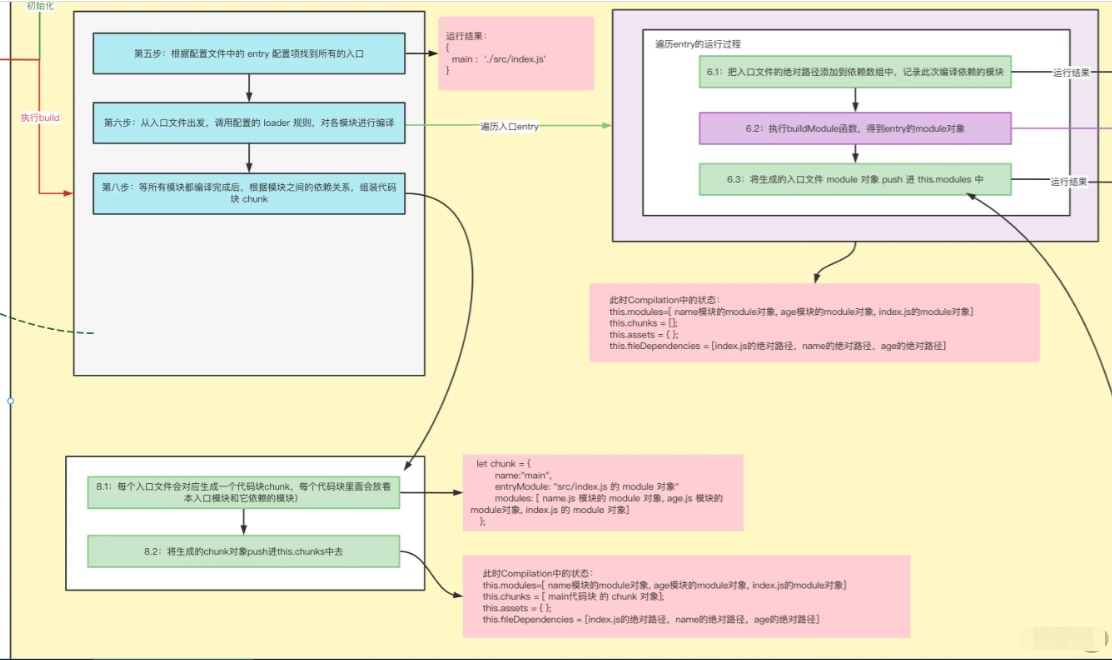 初始化
执行build
第五步：根据配置文件中的 entry 配置项找到所有的入口
运行结果：
{
main： './src/index.js'
}
第六步：从入口文件出发，调用配置的 loader 规则，对各模块进行编译
遍历入口entry
第八步：等所有模块都编译完成后，根据模块之间的依赖关系，组装代码
块 chunk
遍历entry的运行过程
6.1：把入口文件的绝对路径添加到依赖数组中，记录此次编译依赖的模块
运行结果
6.2：执行buildModule函数，得到entry的module对象
6.3：将生成的入口文件 module 对象 push 进 this.modules 中
运行结果
此时Compilation中的状态：
this.modules=[ name模块的module对象, age模块的module对象, index.js的module对象]
this.chunks = [];
this.assets = { };
this.fileDependencies = [index.js的绝对路径，name的绝对路径、age的绝对路径]
8.1：每个入口文件会对应生成一个代码块chunk，每个代码块里面会放着
本入口模块和它依赖的模块）
let chunk = {
name:"main",
entryModule: "src/index.js 的 module 对象"
modules: [ name.js 模块的 module 对象, age.js 模块的
module对象, index.js 的 module 对象]
};
8.2：将生成的chunk对象push进this.chunks中去
此时Compilation中的状态：
this.modules=[ name模块的module对象, age模块的module对象, index.js的module对象]
this.chunks = [ main代码块 的 chunk 对象];
this.assets = { };
this.fileDependencies = [index.js的绝对路径，name的绝对路径，age的绝对路径]